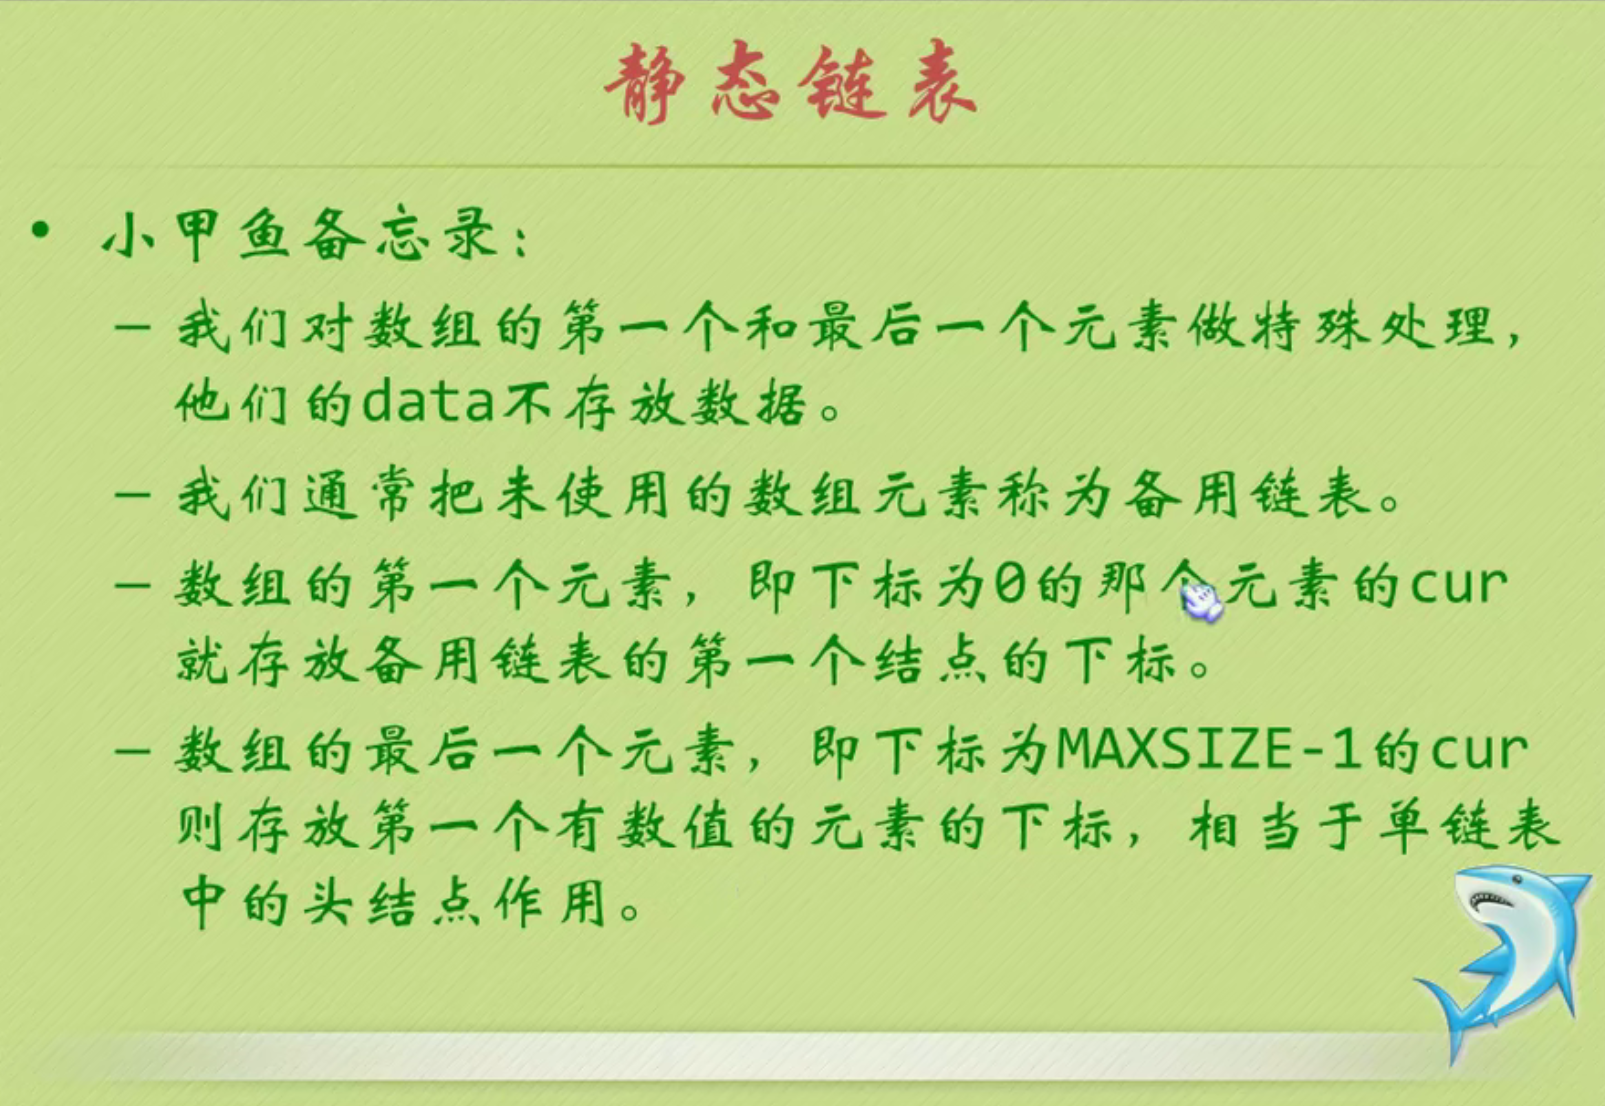 静态链表
• 小甲鱼备忘录：
– 我们对数组的第一个和最后一个元素做特殊处理，
他们的data不存放数据。
– 我们通常把未使用的数组元素称为备用链表。
– 数组的第一个元素，即下标为0的那个元素的cur
就存放备用链表的第一个结点的下标。
– 数组的最后一个元素，即下标为MAXSIZE-1的cur
则存放第一个有数值的元素的下标，相当于单链表
中的头结点作用。